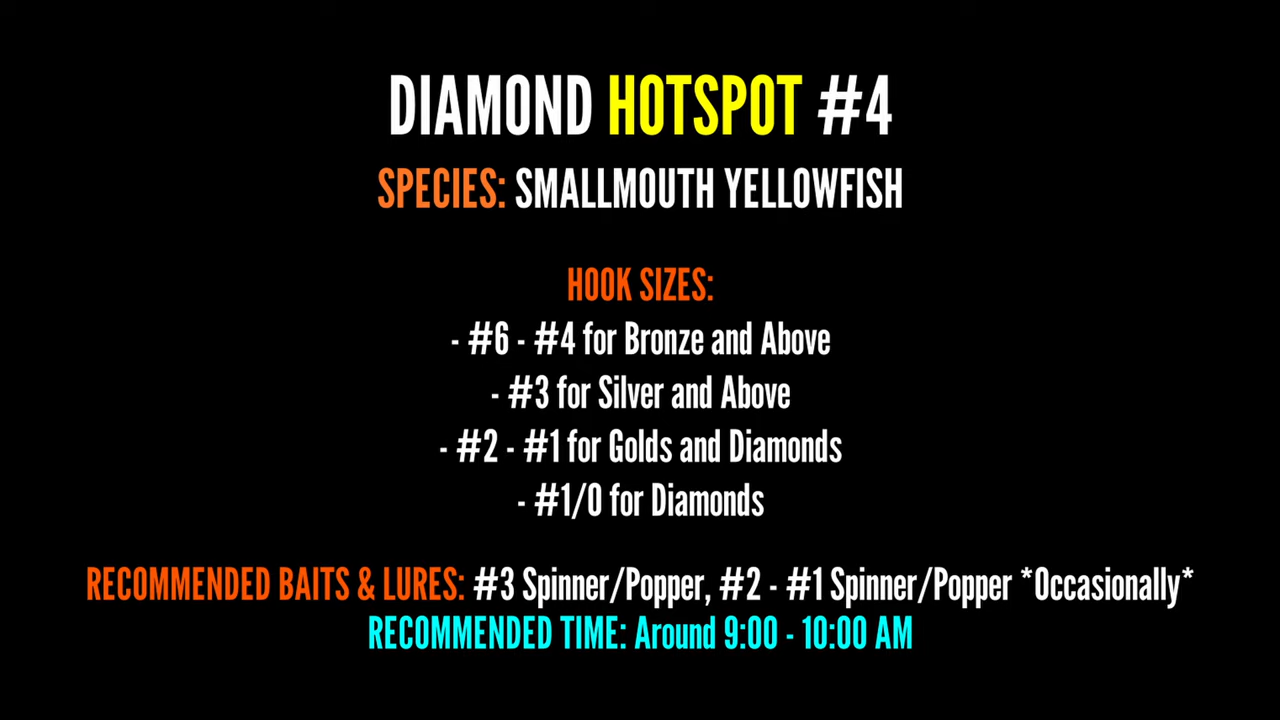 DIAMOND HOTSPOT #4
SPECIES: SMALLMOUTH YELLOWFISH
HOOK SIZES:
- #6 - #4 for Bronze and Above
- #3 for Silver and Above
- #2 - #1 for Golds and Diamonds
- #1/0 for Diamonds
RECOMMENDED BAITS & LURES: #3 Spinner/Popper, #2 - #1 Spinner/Popper *Occasionally*
RECOMMENDED TIME: Around 9:00 - 10:00 AM